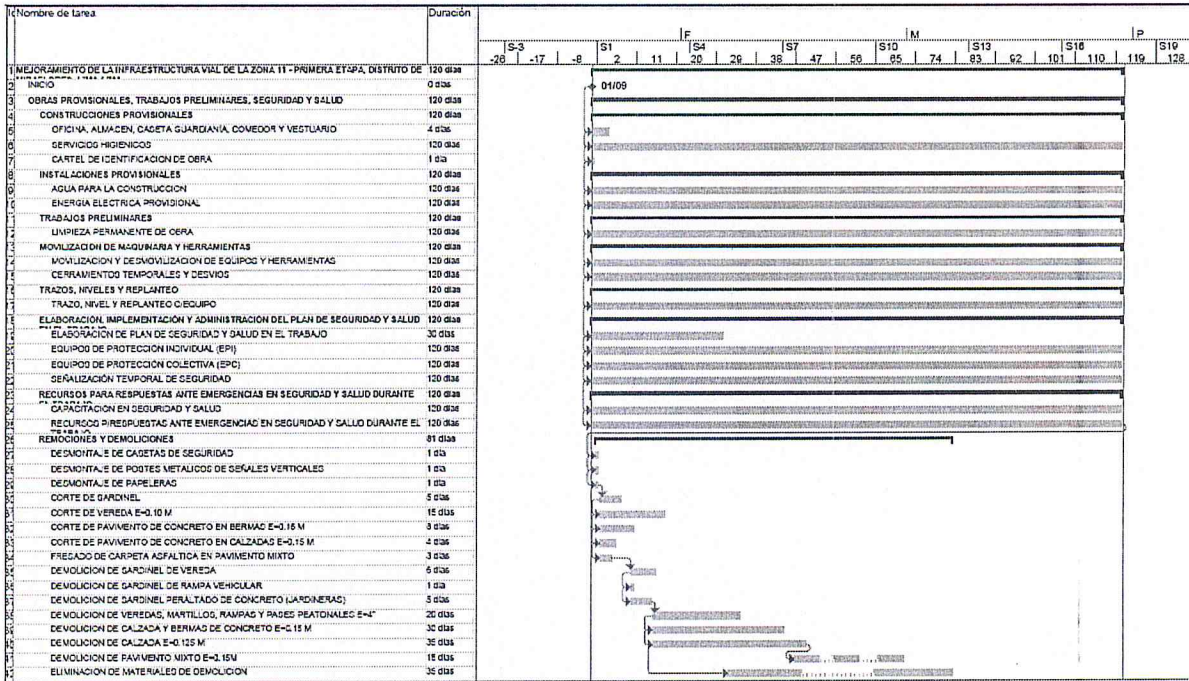 Id Nombre de tarea Duración
F M P
S-3 S1 S4 S7 S10 S13 S16 S19
-26 -17 -8 2 11 20 29 38 47 56 65 74 83 92 101 110 119 128
1 MEJORAMIENTO DE LA INFRAESTRUCTURA VIAL DE LA ZONA 11 - PRIMERA ETAPA, DISTRITO DE 120 días
2 INICIO 0 días 01/09
3 OBRAS PROVISIONALES, TRABAJOS PRELIMINARES, SEGURIDAD Y SALUD 120 días
4 CONSTRUCCIONES PROVISIONALES 120 días
OFICINA, ALMACEN, CASETA GUARDIANIA, COMEDOR Y VESTUARIO 4 días
SERVICIOS HIGIENICOS 120 días
CARTEL DE IDENTIFICACION DE OBRA 1 día
INSTALACIONES PROVISIONALES 120 días
AGUA PARA LA CONSTRUCCION 120 días
ENERGIA ELECTRICA PROVISIONAL 120 días
TRABAJOS PRELIMINARES 120 días
LIMPIEZA PERMANENTE DE OBRA 120 días
MOVILIZACION DE MAQUINARIA Y HERRAMIENTAS 120 días
MOVILIZACION Y DESMOVILIZACION DE EQUIPOS Y HERRAMIENTAS 120 días
CERRAMIENTOS TEMPORALES Y DESVIOS 120 días
TRAZOS, NIVELES Y REPLANTEO 120 días
TRAZO, NIVEL Y REPLANTEO C/EQUIPO 120 días
ELABORACIÓN, IMPLEMENTACIÓN Y ADMINISTRACIÓN DEL PLAN DE SEGURIDAD Y SALUD 120 días
ELABORACIÓN DE PLAN DE SEGURIDAD Y SALUD EN EL TRABAJO 30 días
EQUIPOS DE PROTECCIÓN INDIVIDUAL (EPI) 120 días
EQUIPOS DE PROTECCIÓN COLECTIVA (EPC) 120 días
SEÑALIZACIÓN TEMPORAL DE SEGURIDAD 120 días
RECURSOS PARA RESPUESTAS ANTE EMERGENCIAS EN SEGURIDAD Y SALUD DURANTE 120 días
CAPACITACIÓN EN SEGURIDAD Y SALUD 120 días
RECURSOS P/RESPUESTAS ANTE EMERGENCIAS EN SEGURIDAD Y SALUD DURANTE EL 120 días
REMOCIONES Y DEMOLICIONES 81 días
DESMONTAJE DE CASETAS DE SEGURIDAD 1 día
DESMONTAJE DE POSTES METALICOS DE SEÑALES VERTICALES 1 día
DESMONTAJE DE PAPELERAS 1 día
CORTE DE SARDINEL 5 días
CORTE DE VEREDA E=0.10 M 15 días
CORTE DE PAVIMENTO DE CONCRETO EN BERMAS E=0.15 M 8 días
CORTE DE PAVIMENTO DE CONCRETO EN CALZADAS E=0.15 M 4 días
FRESADO DE CARPETA ASFALTICA EN PAVIMENTO MIXTO 3 días
DEMOLICION DE SARDINEL DE VEREDA 6 días
DEMOLICION DE SARDINEL DE RAMPA VEHICULAR 1 día
DEMOLICION DE SARDINEL PERALTADO DE CONCRETO (JARDINERAS) 5 días
DEMOLICION DE VEREDAS, MARTILLOS, RAMPAS Y PASES PEATONALES E=4" 20 días
DEMOLICION DE CALZADA Y BERMAS DE CONCRETO E=0.15 M 30 días
DEMOLICION DE CALZADA E=0.125 M 35 días
DEMOLICION DE PAVIMENTO MIXTO E=0.15M 15 días
ELIMINACION DE MATERIALES DE DEMOLICION 35 días